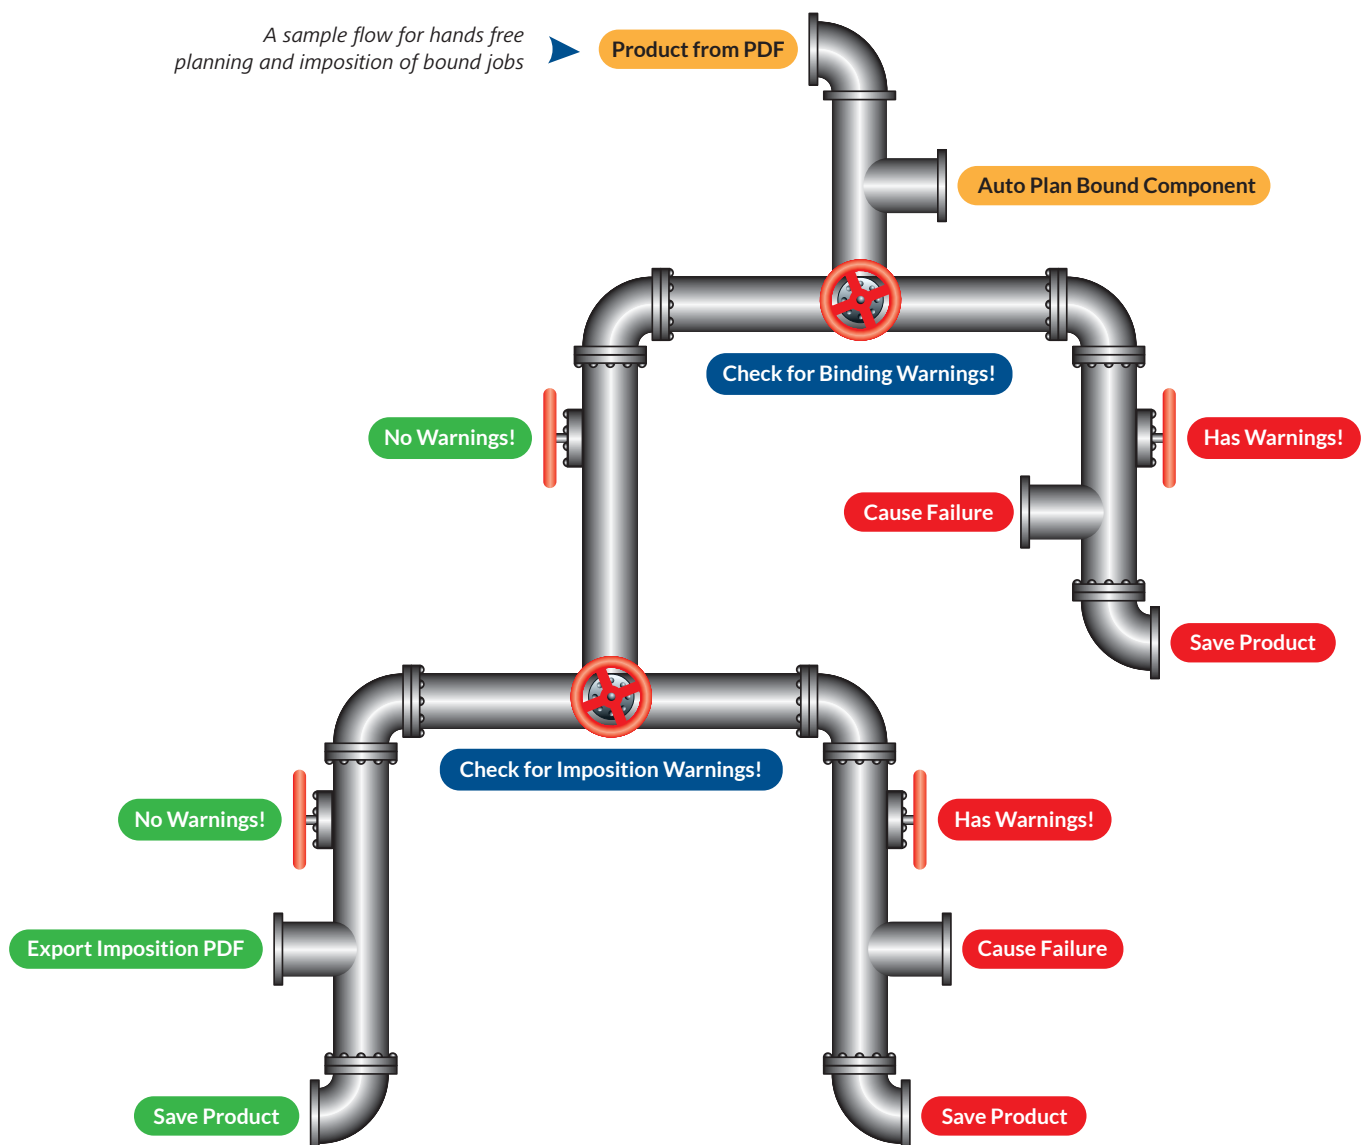 A sample flow for hands free
planning and imposition of bound jobs
Product from PDF
Auto Plan Bound Component
Check for Binding Warnings!
No Warnings!
Has Warnings!
Cause Failure
Save Product
Check for Imposition Warnings!
No Warnings!
Has Warnings!
Export Imposition PDF
Cause Failure
Save Product
Save Product